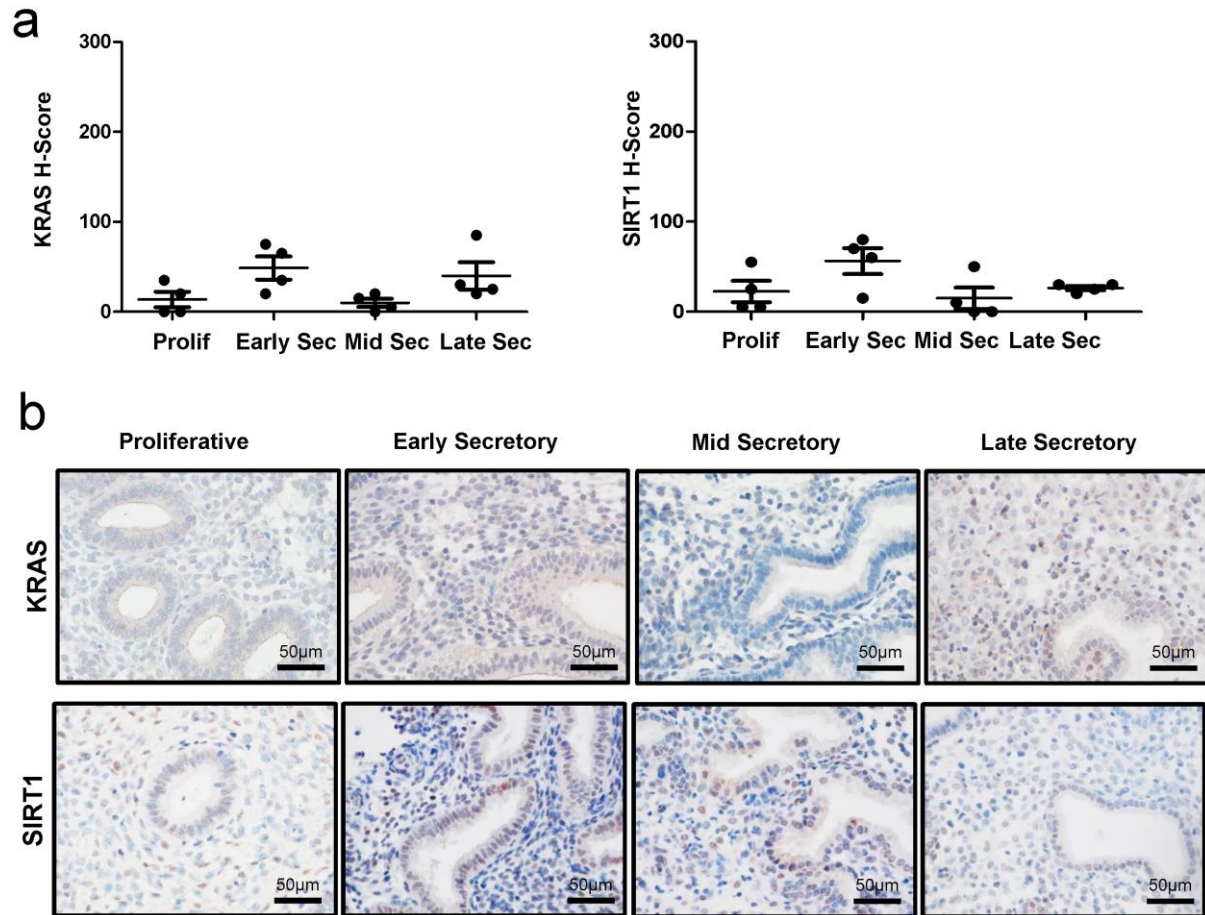 a
300
200
100
0
KRAS H-Score
Prolif Early Sec Mid Sec Late Sec
300
200
100
0
SIRT1 H-Score
Prolif Early Sec Mid Sec Late Sec
b
Proliferative Early Secretory Mid Secretory Late Secretory
KRAS
50µm 50µm 50µm 50µm
SIRT1
50µm 50µm 50µm 50µm